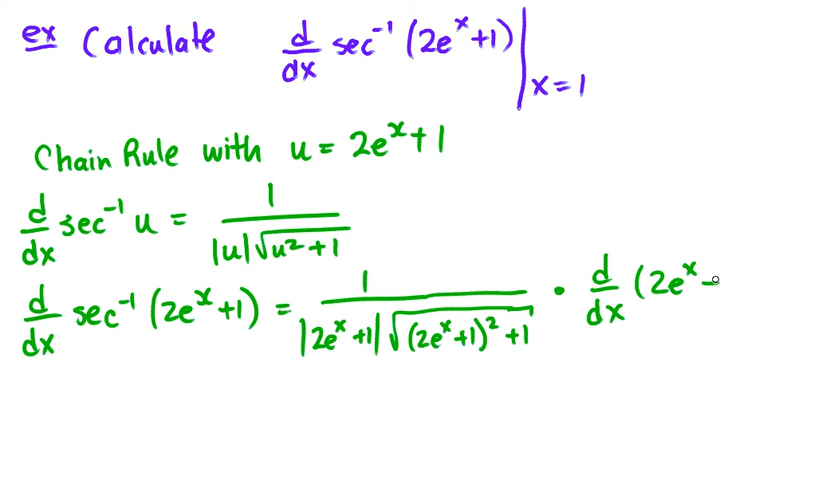 ex Calculate d/dx sec⁻¹ (2eˣ+1) | x=1
Chain Rule with u = 2eˣ+1
d/dx sec⁻¹ u = 1 / (|u|√(u²+1))
d/dx sec⁻¹ (2eˣ+1) = 1 / (|2eˣ+1|√((2eˣ+1)²+1)) · d/dx (2eˣ –